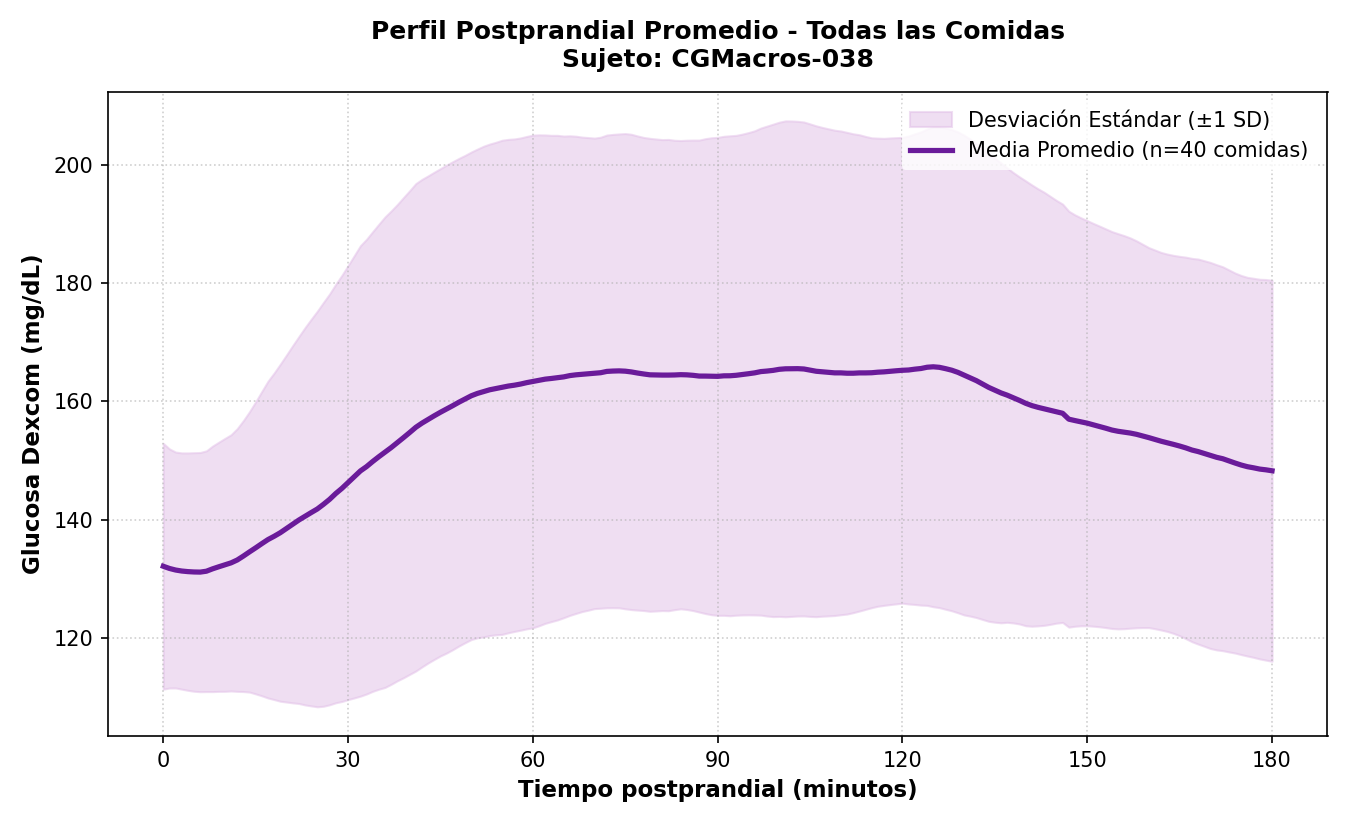 Perfil Postprandial Promedio - Todas las Comidas
Sujeto: CGMacros-038
Desviación Estándar (±1 SD)
Media Promedio (n=40 comidas)
Glucosa Dexcom (mg/dL)
200
180
160
140
120
0 30 60 90 120 150 180
Tiempo postprandial (minutos)